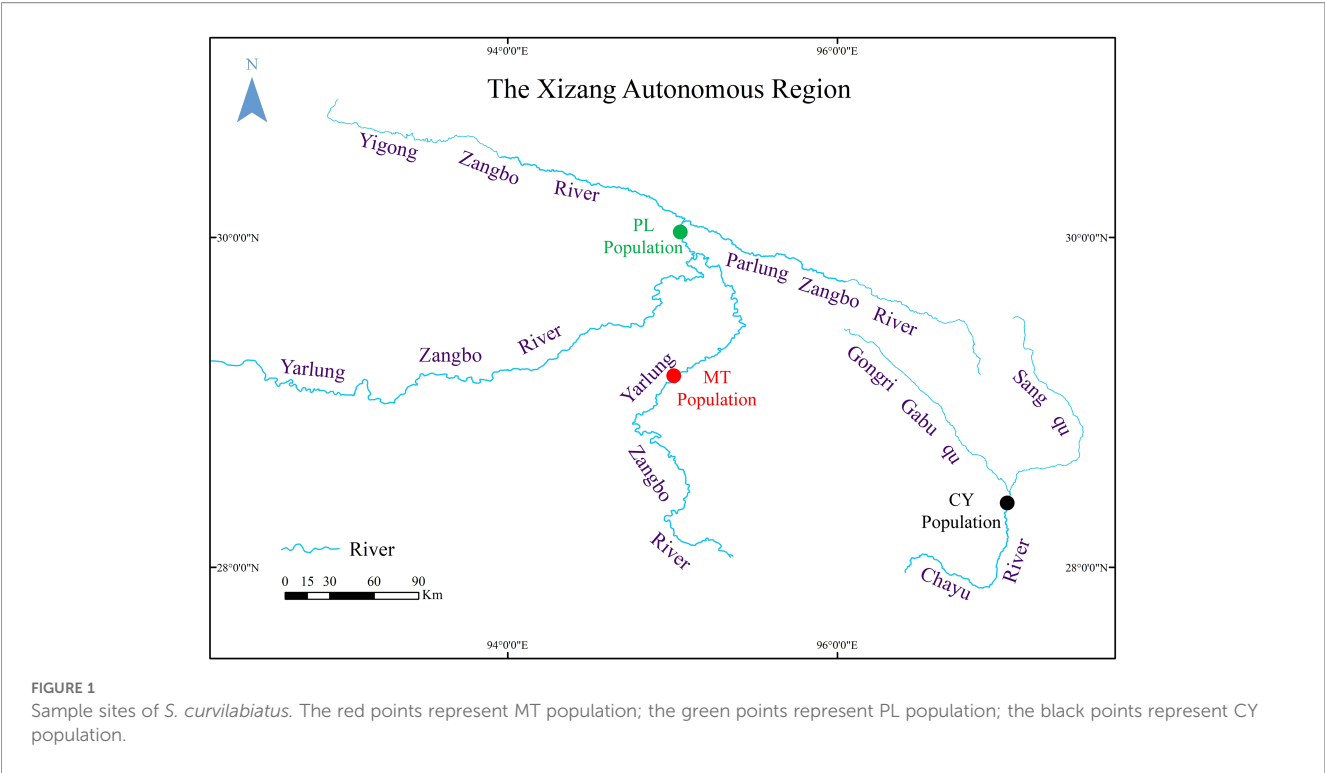 94°0'0"E
96°0'0"E
N
The Xizang Autonomous Region
Yigong
Zangbo
River
PL
Population
30°0'0"N
30°0'0"N
Parlung
Zangbo
River
Yarlung
Zangbo
River
Yarlung
MT
Population
Zangbo
River
Gongri
Gabu
qu
Sang
qu
CY
Population
Chayu
River
River
0 15 30 60 90
Km
28°0'0"N
28°0'0"N
94°0'0"E
96°0'0"E
FIGURE 1
Sample sites of S. curvilabiatus. The red points represent MT population; the green points represent PL population; the black points represent CY
population.